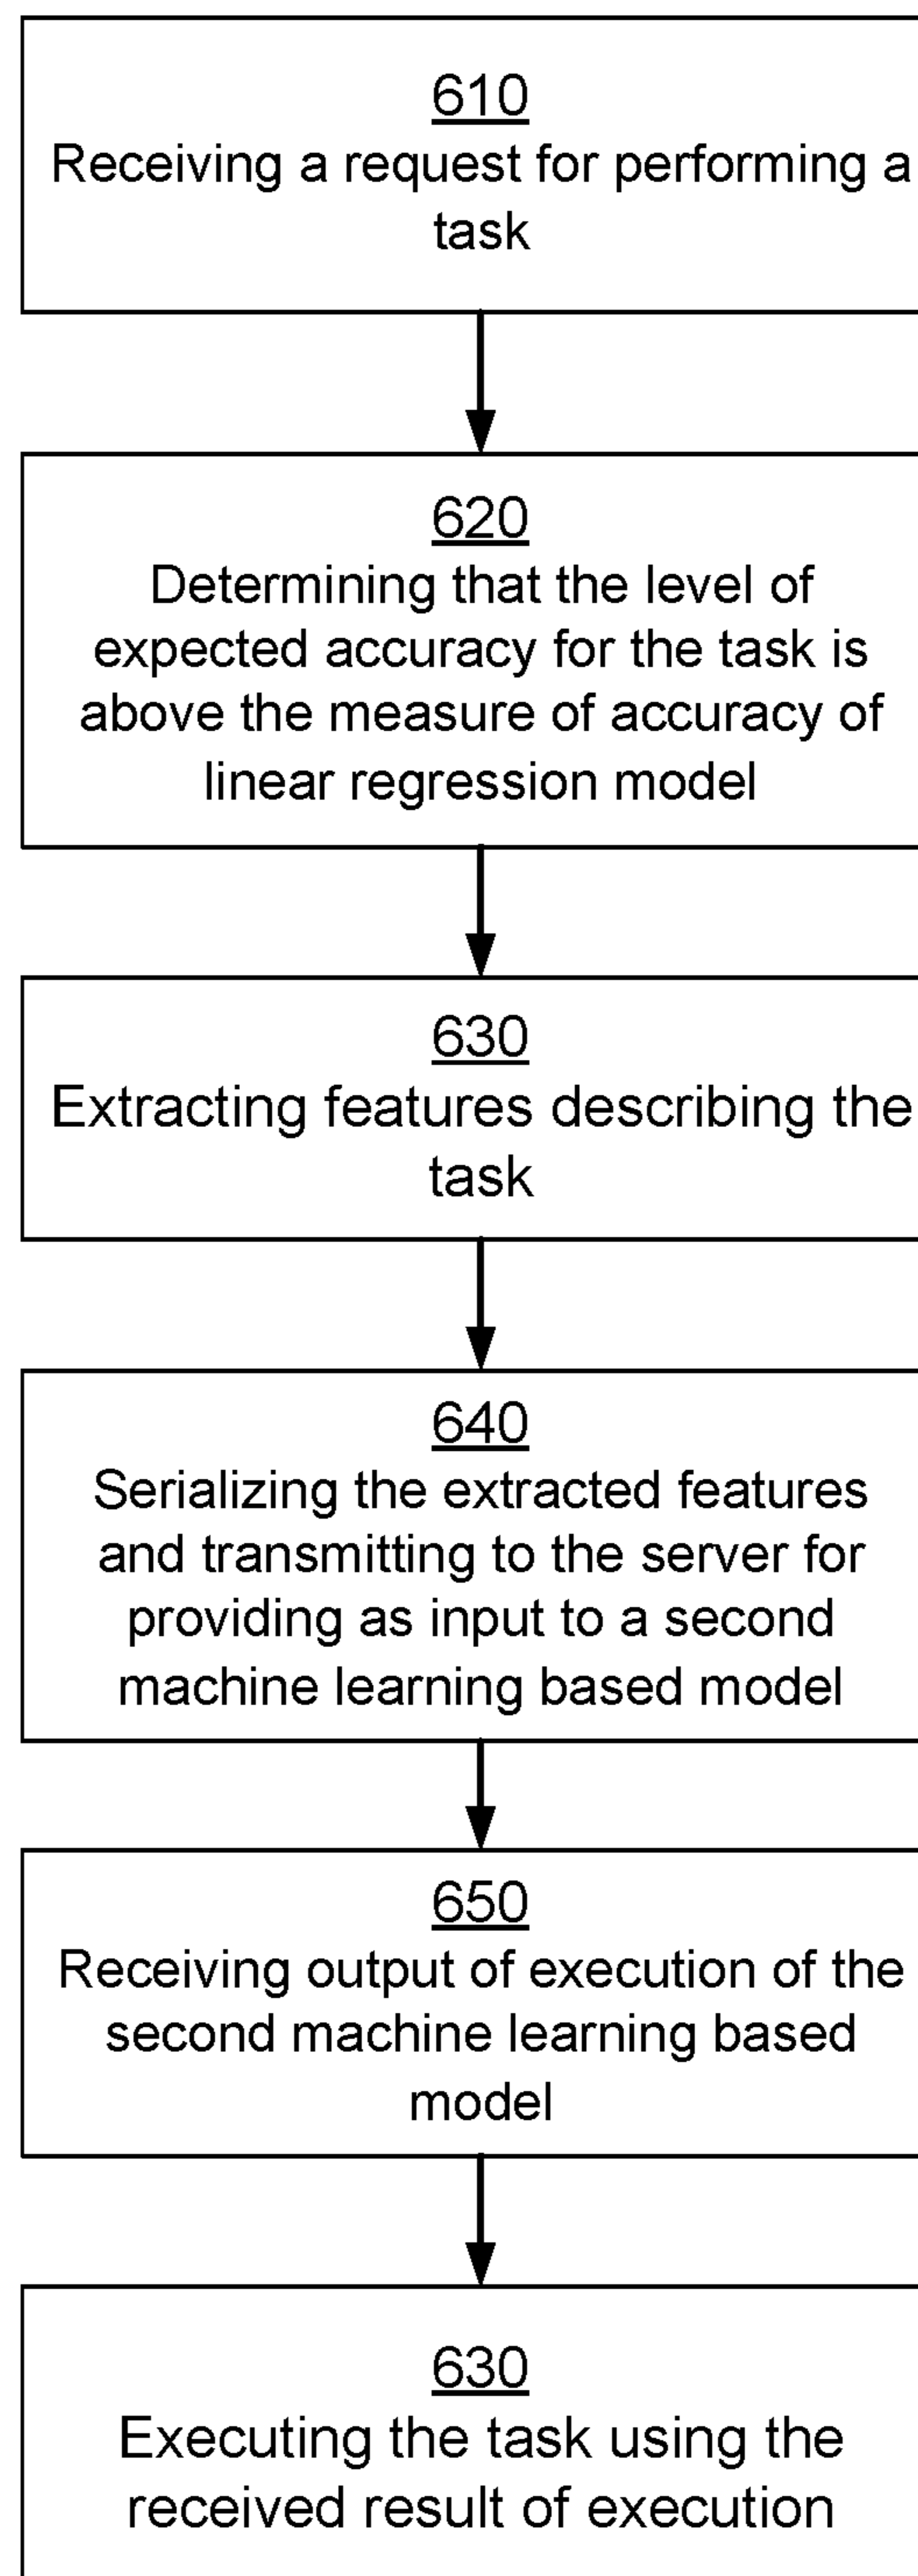 610
Receiving a request for performing a
task
620
Determining that the level of
expected accuracy for the task is
above the measure of accuracy of
linear regression model
630
Extracting features describing the
task
640
Serializing the extracted features
and transmitting to the server for
providing as input to a second
machine learning based model
650
Receiving output of execution of the
second machine learning based
model
630
Executing the task using the
received result of execution